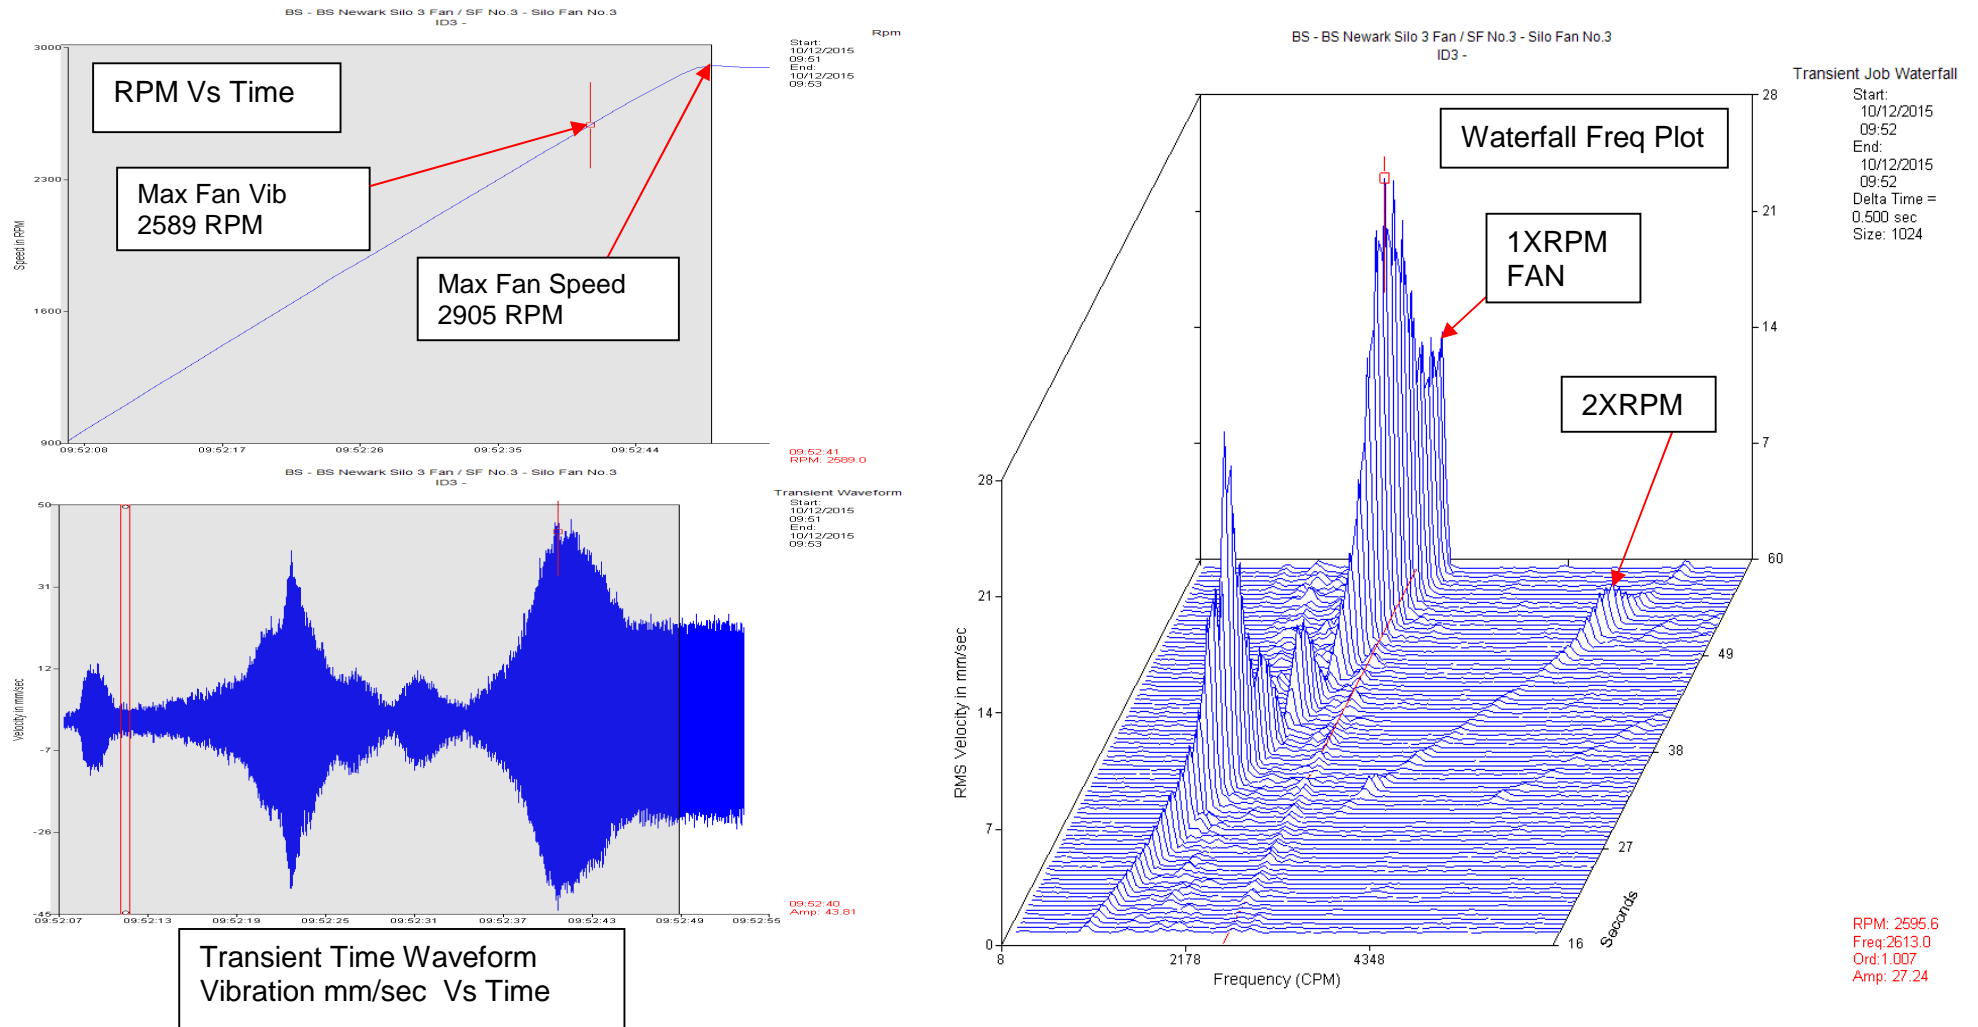 BS - BS Newark Silo 3 Fan / SF No.3 - Silo Fan No.3
ID3 -
Rpm
Start:
10/12/2015
09:51
End:
10/12/2015
09:53
3000
2300
1600
900
Speed in RPM
RPM Vs Time
Max Fan Vib
2589 RPM
Max Fan Speed
2905 RPM
09:52:08
09:52:17
09:52:26
09:52:35
09:52:44
09:52:41
RPM: 2589.0
BS - BS Newark Silo 3 Fan / SF No.3 - Silo Fan No.3
ID3 -
Transient Waveform
Start:
10/12/2015
09:51
End:
10/12/2015
09:53
50
31
12
-7
-26
-45
Velocity in mm/sec
09:52:07
09:52:13
09:52:19
09:52:25
09:52:31
09:52:37
09:52:43
09:52:49
09:52:55
09:52:40
Amp: 43.81
Transient Time Waveform
Vibration mm/sec Vs Time
BS - BS Newark Silo 3 Fan / SF No.3 - Silo Fan No.3
ID3 -
Transient Job Waterfall
Start:
10/12/2015
09:52
End:
10/12/2015
09:52
Delta Time =
0.500 sec
Size: 1024
Waterfall Freq Plot
1XRPM
FAN
2XRPM
28
21
14
7
60
49
38
27
16
Seconds
28
21
14
7
0
RMS Velocity in mm/sec
8
2178
4348
Frequency (CPM)
RPM: 2595.6
Freq:2613.0
Ord:1.007
Amp: 27.24